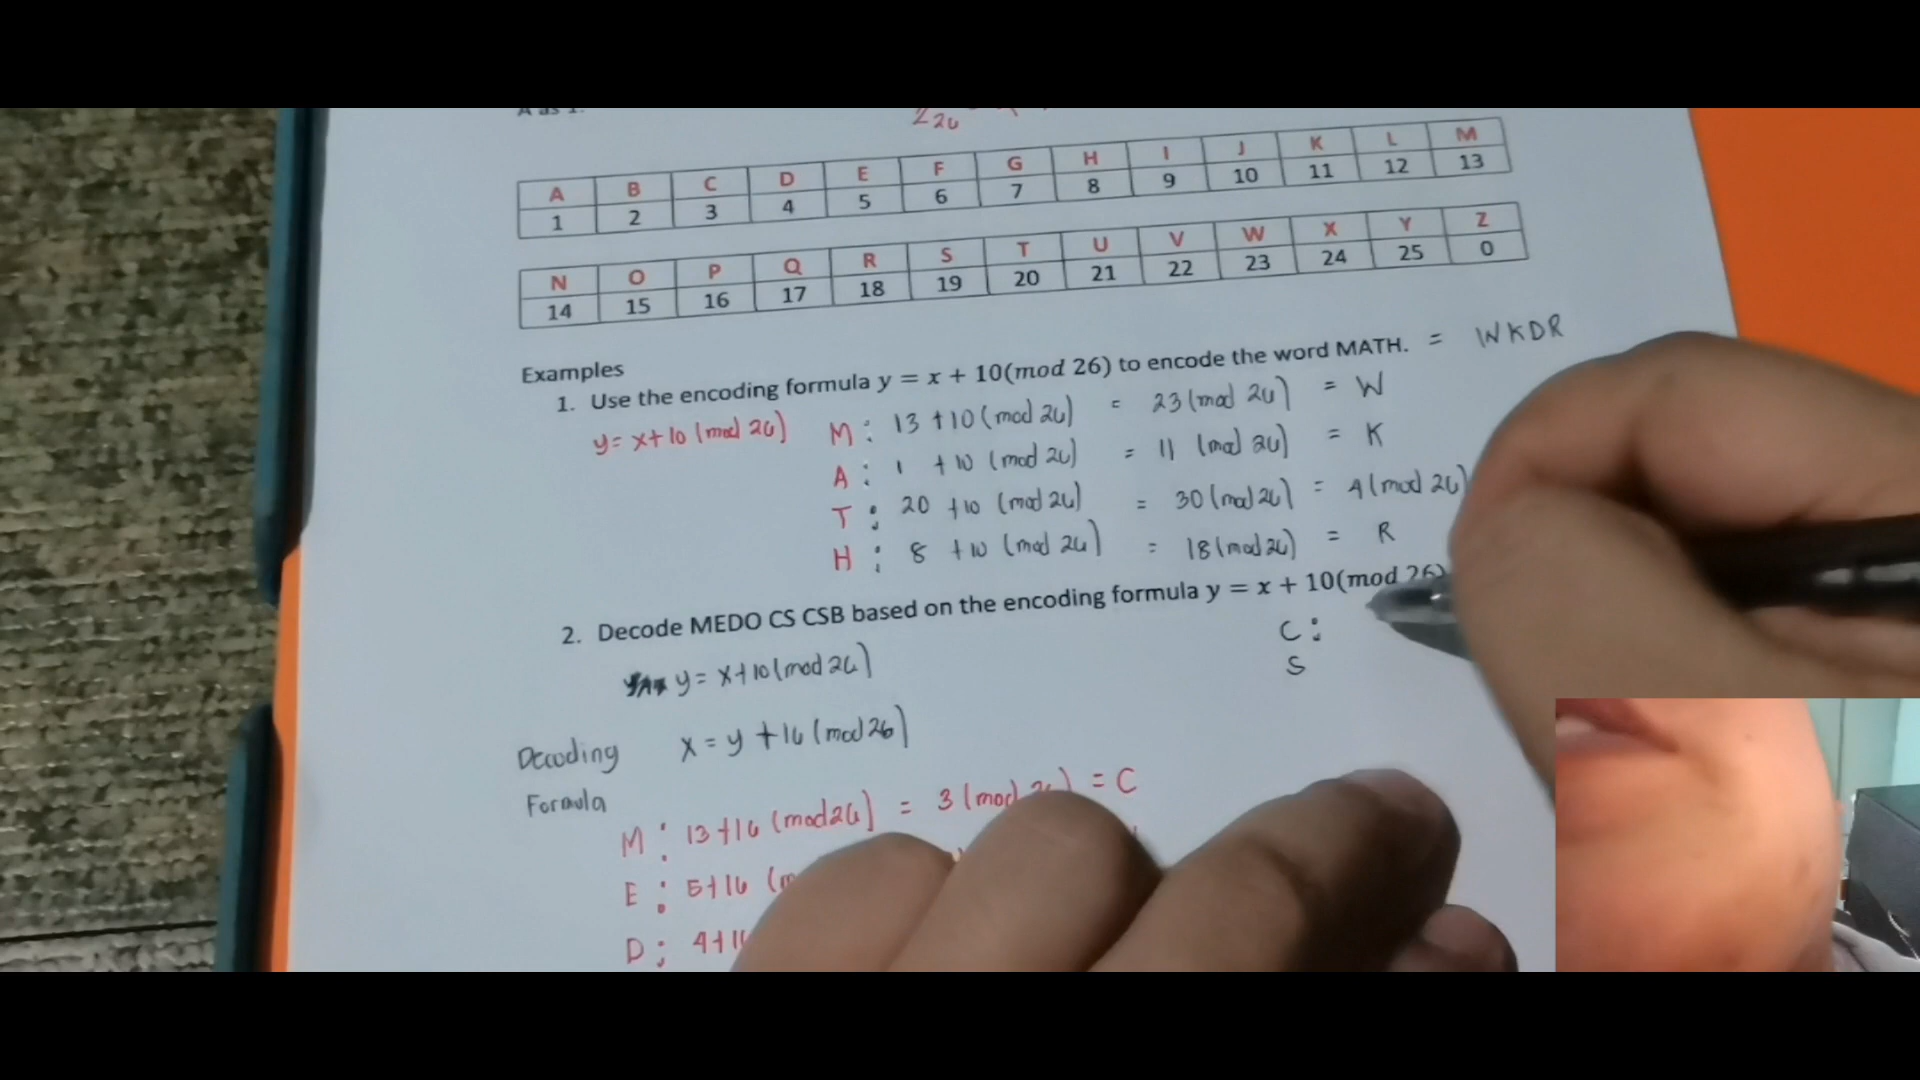 A as 1.
Z26
A B C D E F G H I J K L M
1 2 3 4 5 6 7 8 9 10 11 12 13
N O P Q R S T U V W X Y Z
14 15 16 17 18 19 20 21 22 23 24 25 0
Examples
1. Use the encoding formula y = x + 10(mod 26) to encode the word MATH. = WKDR
y = x+10 (mod 26) M: 13 +10 (mod 26) = 23 (mod 26) = W
A: 1 +10 (mod 26) = 11 (mod 26) = K
T: 20 +10 (mod 26) = 30 (mod 26) = 4 (mod 26)
H: 8 +10 (mod 26) = 18 (mod 26) = R
2. Decode MEDO CS CSB based on the encoding formula y = x + 10(mod 26)
y = x+10 (mod 26) C:
S
Decoding x = y +16 (mod 26)
Formula
M: 13+16 (mod 26) = 3 (mod = C
E: 5+16
D: 4+1